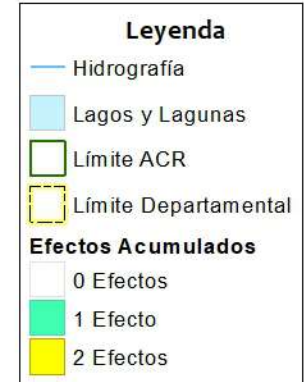 Leyenda
Hidrografía
Lagos y Lagunas
Límite ACR
Límite Departamental
Efectos Acumulados
0 Efectos
1 Efecto
2 Efectos